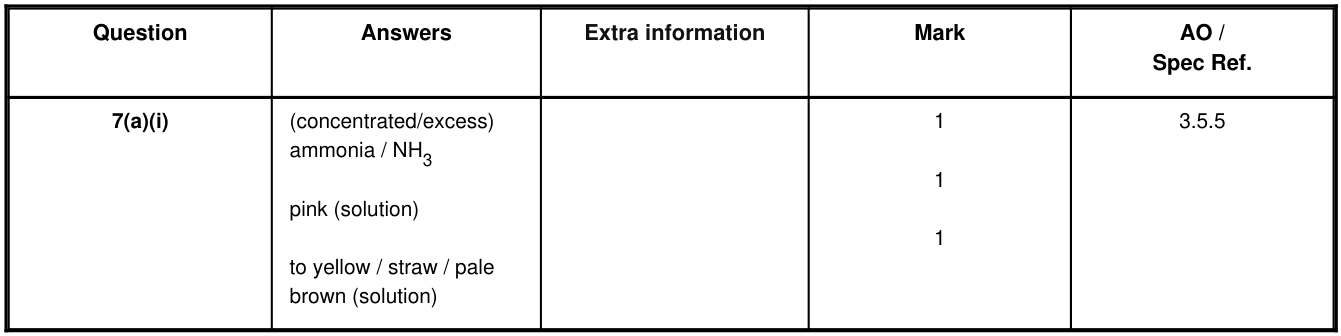 Question Answers Extra information Mark AO /
Spec Ref.
7(a)(i) (concentrated/excess) 1 3.5.5
ammonia / NH3
1
pink (solution)
1
to yellow / straw / pale
brown (solution)